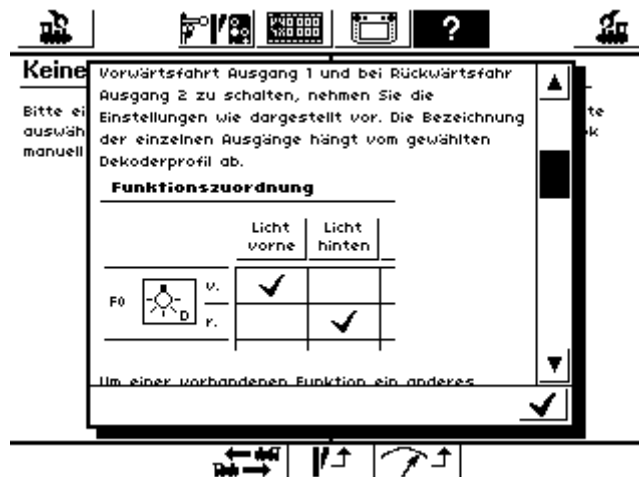 ?
Keine
Bitte ei
auswäh
manuell
te
k
Vorwärtsfahrt Ausgang 1 und bei Rückwärtsfahr
Ausgang 2 zu schalten, nehmen Sie die
Einstellungen wie dargestellt vor. Die Bezeichnung
der einzelnen Ausgänge hängt vom gewählten
Dekoderprofil ab.
Funktionszuordnung
Licht vorne
Licht hinten
F0
D
v.
r.
Um einer vorhandenen Funktion ein anderes